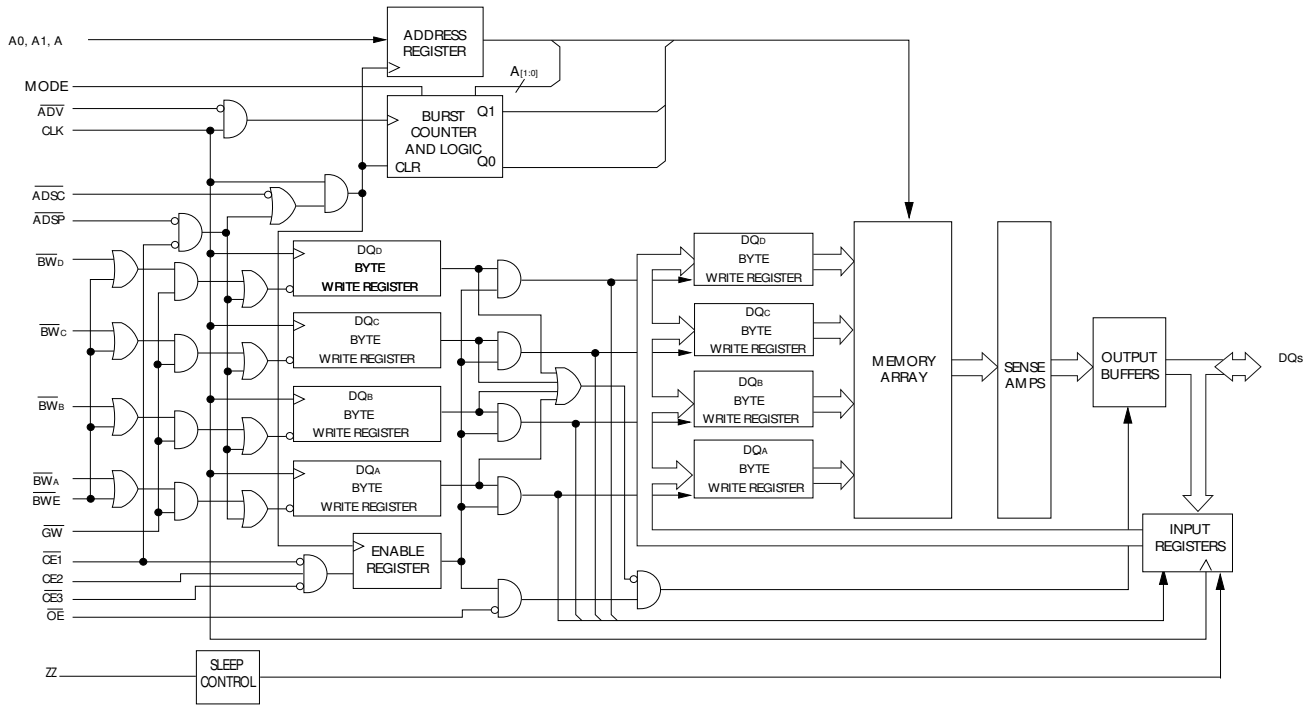 A0, A1, A
ADDRESS
REGISTER
MODE
A[1:0]
ADV
CLK
BURST
COUNTER
AND LOGIC
CLR
Q1
Q0
ADSC
ADSP
BWD
DQD
BYTE
WRITE REGISTER
DQD
BYTE
WRITE REGISTER
BWC
DQC
BYTE
WRITE REGISTER
DQC
BYTE
WRITE REGISTER
MEMORY
ARRAY
SENSE
AMPS
OUTPUT
BUFFERS
DQs
BWB
DQB
BYTE
WRITE REGISTER
DQB
BYTE
WRITE REGISTER
BWA
BWE
DQA
BYTE
WRITE REGISTER
DQA
BYTE
WRITE REGISTER
GW
CE1
CE2
CE3
OE
ENABLE
REGISTER
INPUT
REGISTERS
ZZ
SLEEP
CONTROL